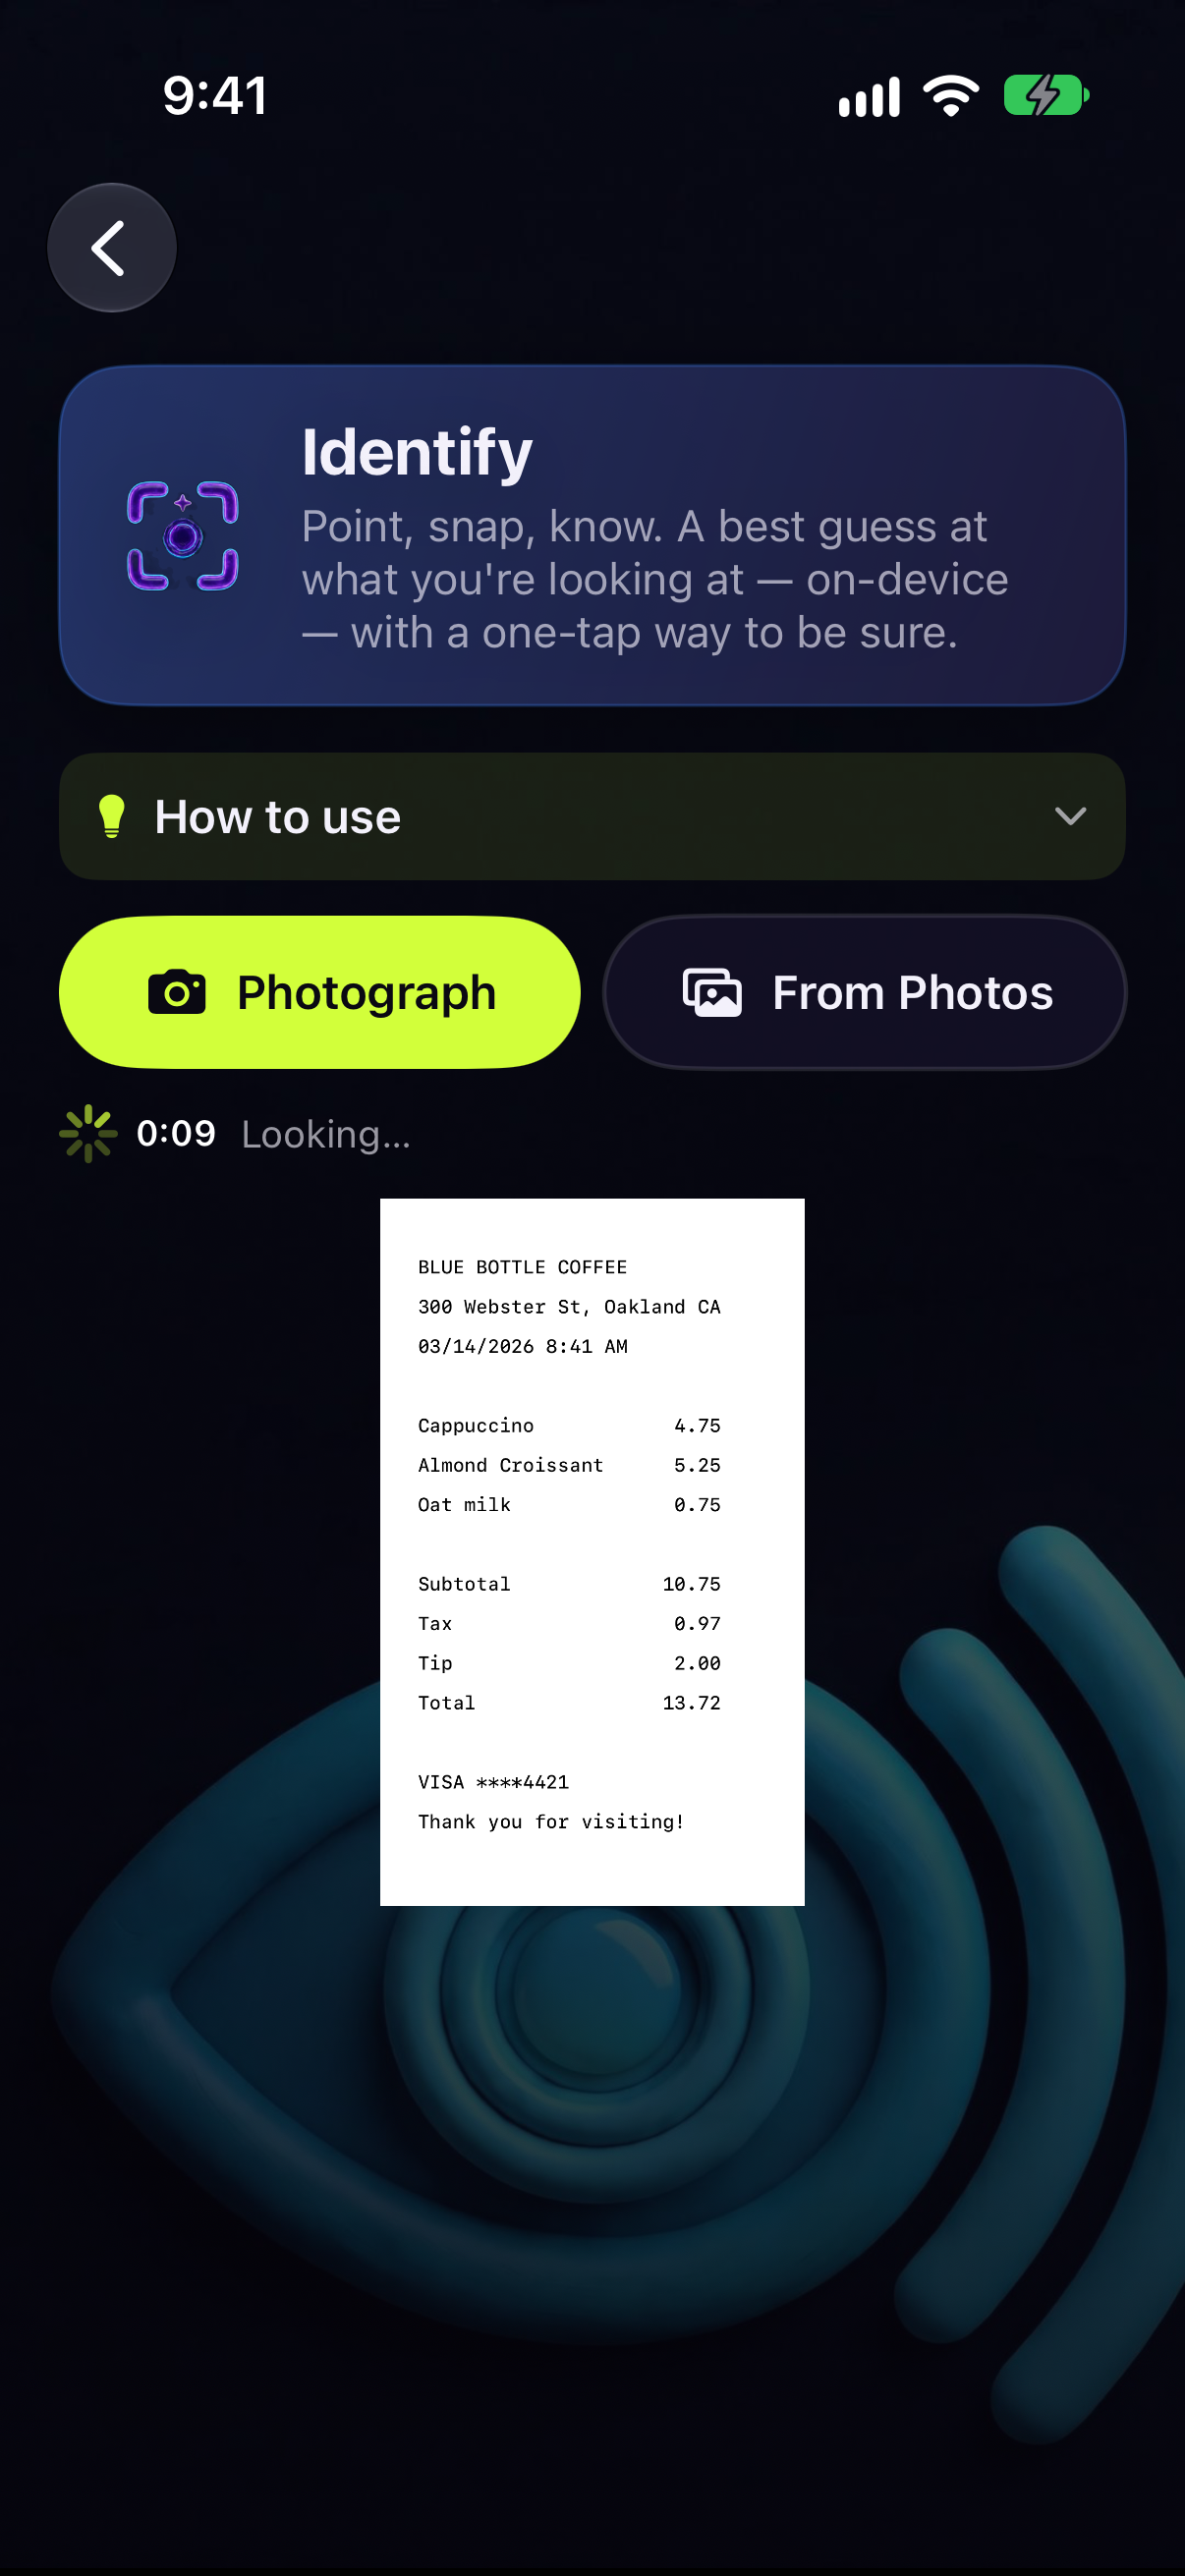 9:41
Identify
Point, snap, know. A best guess at
what you're looking at — on-device
— with a one-tap way to be sure.
How to use
Photograph
From Photos
0:09 Looking...
BLUE BOTTLE COFFEE
300 Webster St, Oakland CA
03/14/2026 8:41 AM
Cappuccino 4.75
Almond Croissant 5.25
Oat milk 0.75
Subtotal 10.75
Tax 0.97
Tip 2.00
Total 13.72
VISA ****4421
Thank you for visiting!